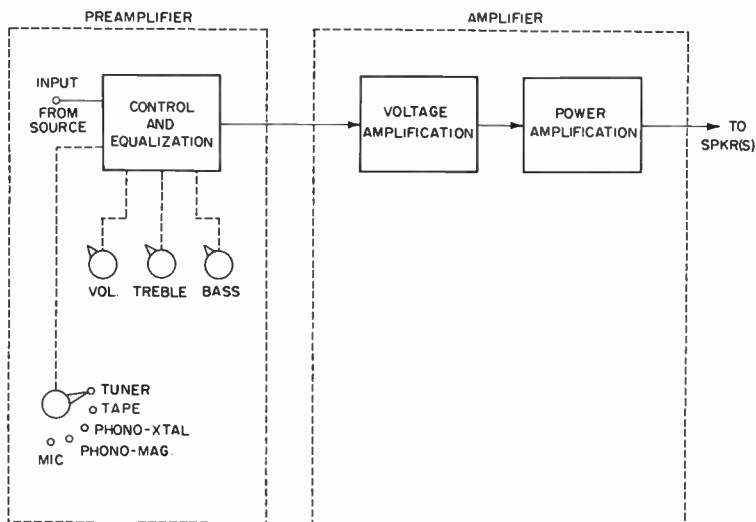 PREAMPLIFIER
AMPLIFIER
INPUT
FROM
SOURCE
CONTROL
AND
EQUALIZATION
VOLTAGE
AMPLIFICATION
POWER
AMPLIFICATION
TO
SPKR(S)
VOL.
TREBLE
BASS
TUNER
TAPE
PHONO-XTAL
PHONO-MAG.
MIC